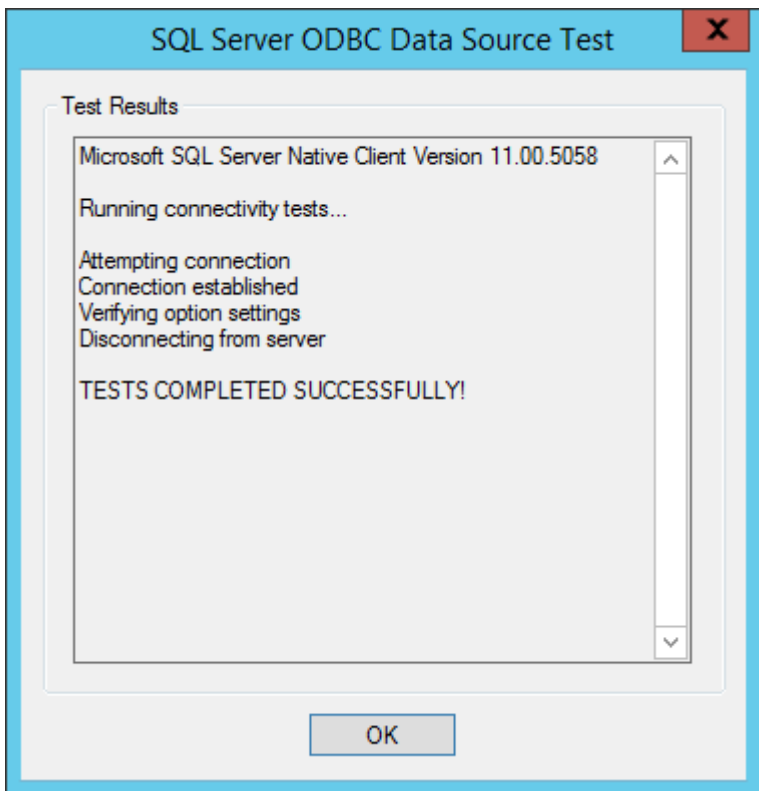 SQL Server ODBC Data Source Test
Test Results
Microsoft SQL Server Native Client Version 11.00.5058
Running connectivity tests...
Attempting connection
Connection established
Verifying option settings
Disconnecting from server
TESTS COMPLETED SUCCESSFULLY!
OK